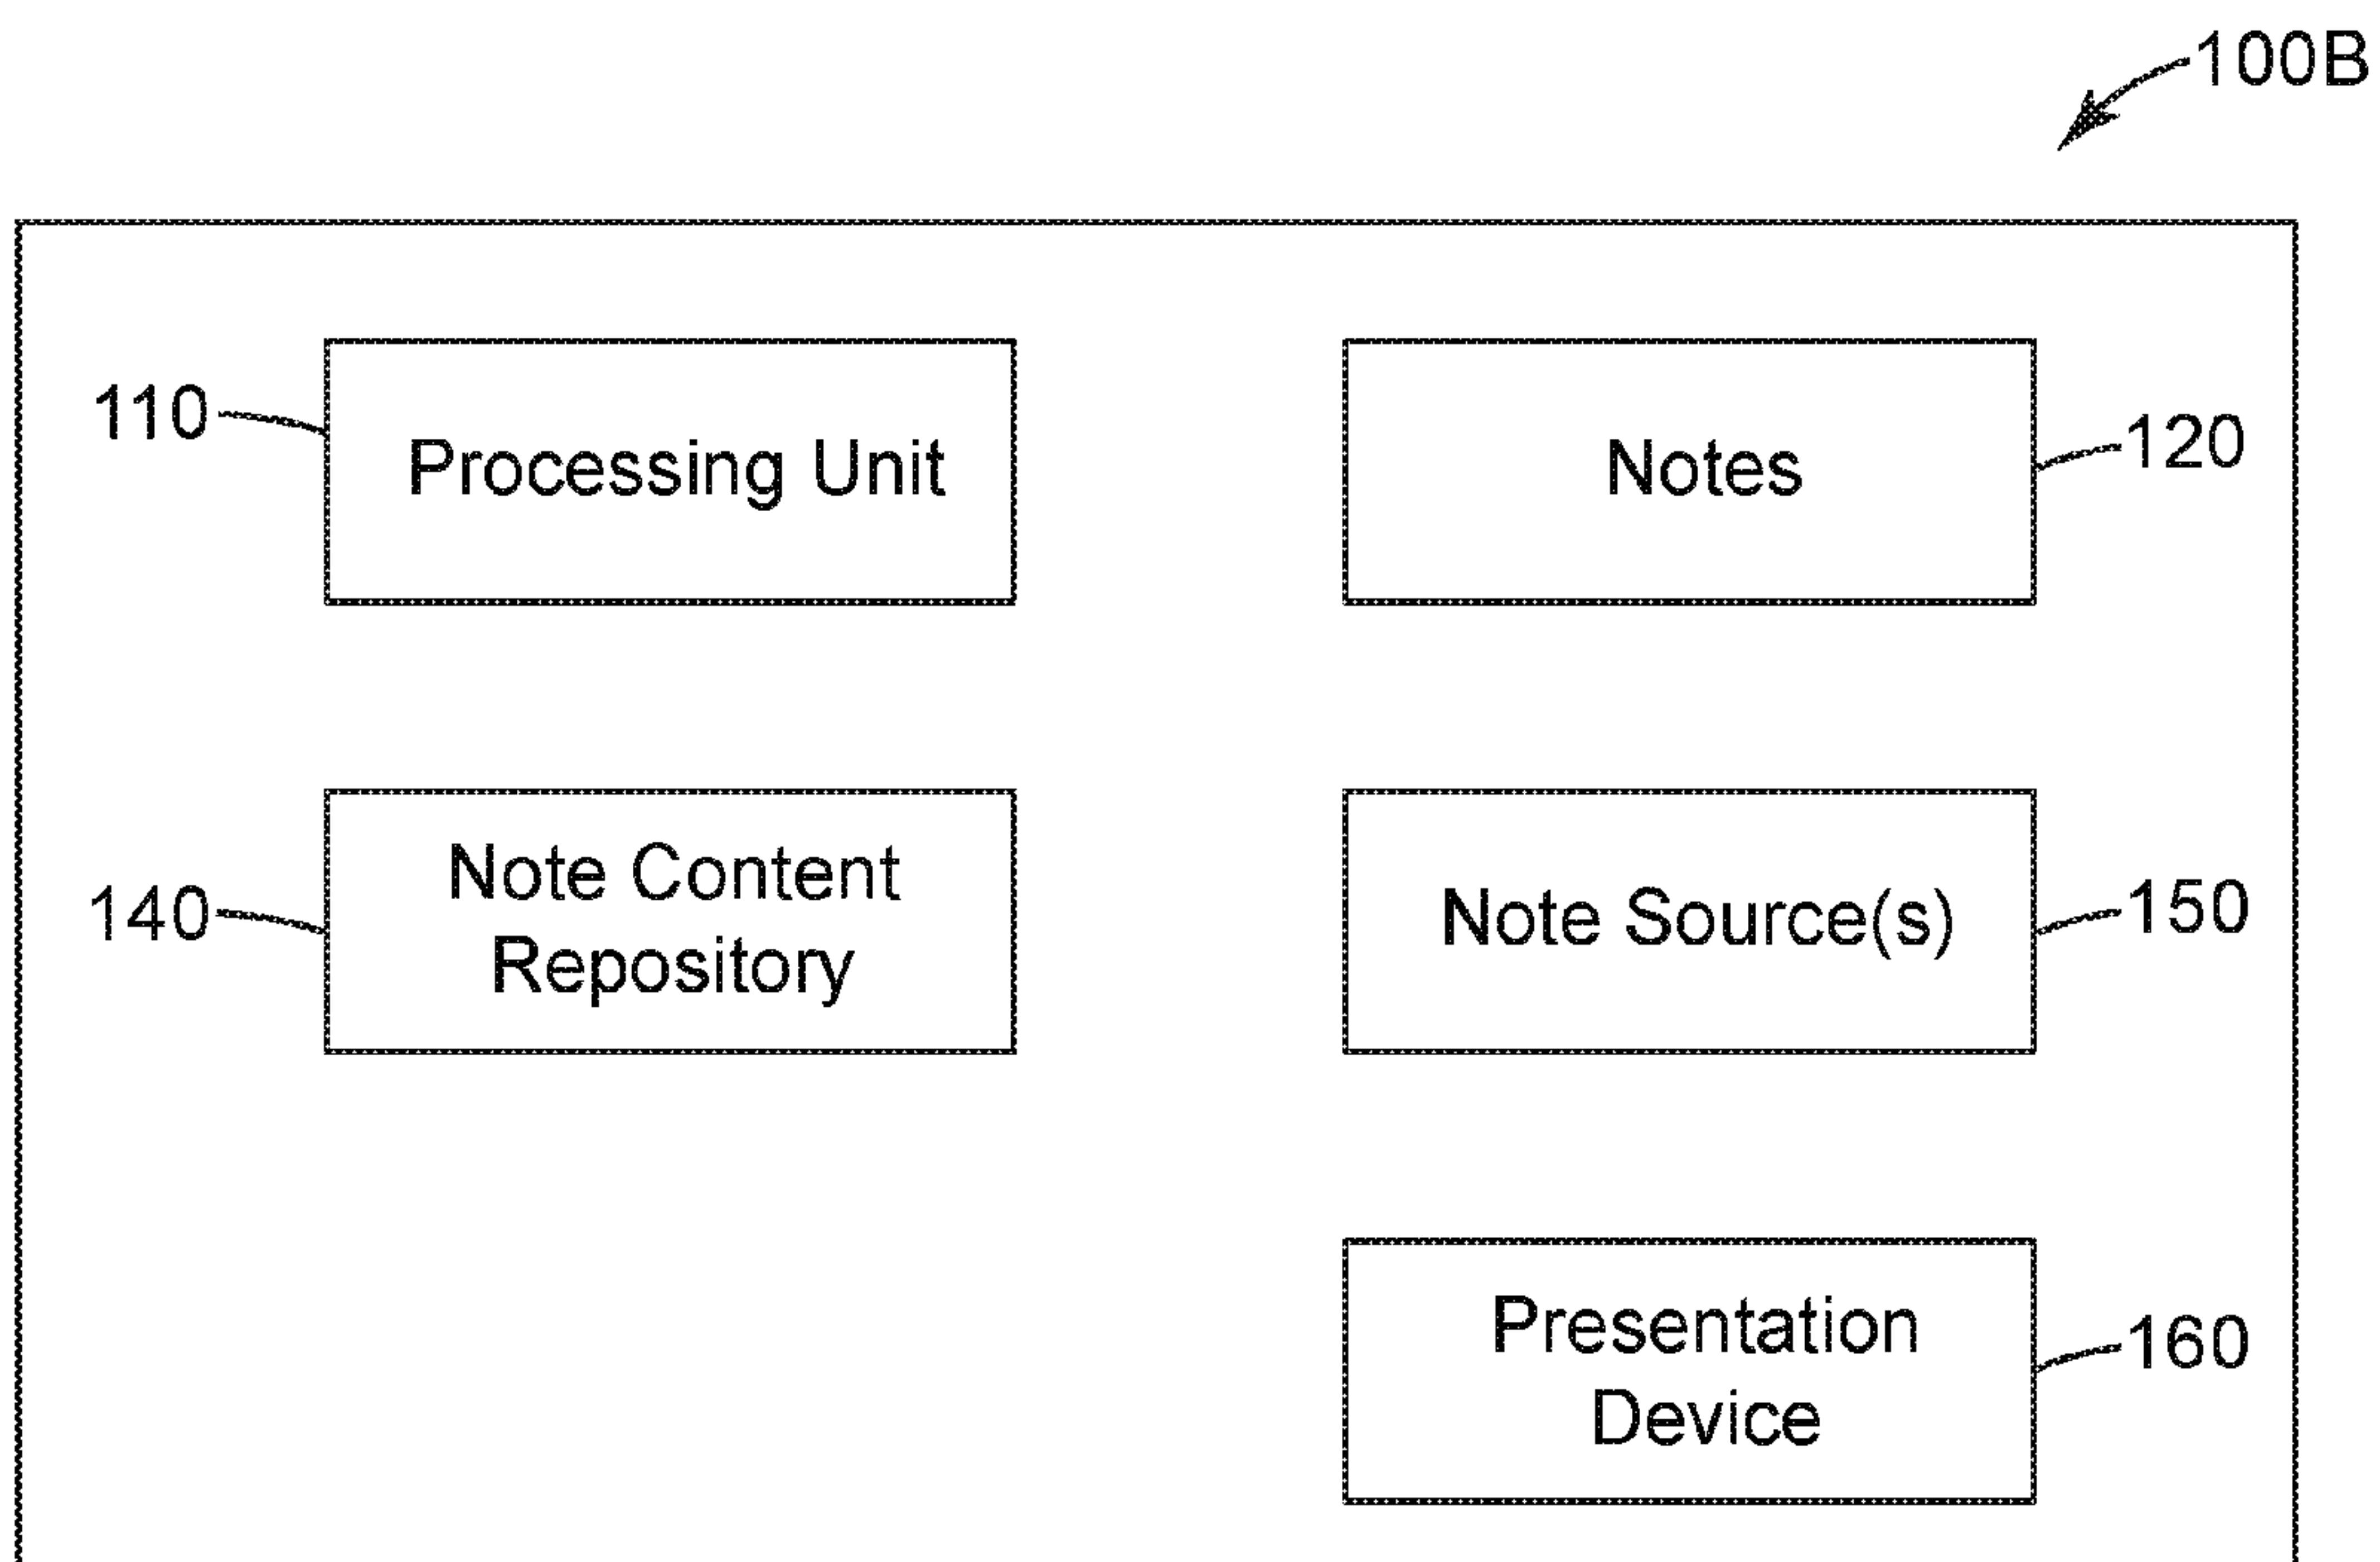 100B
110
Processing Unit
Notes
120
140
Note Content
Repository
Note Source(s)
150
Presentation
Device
160